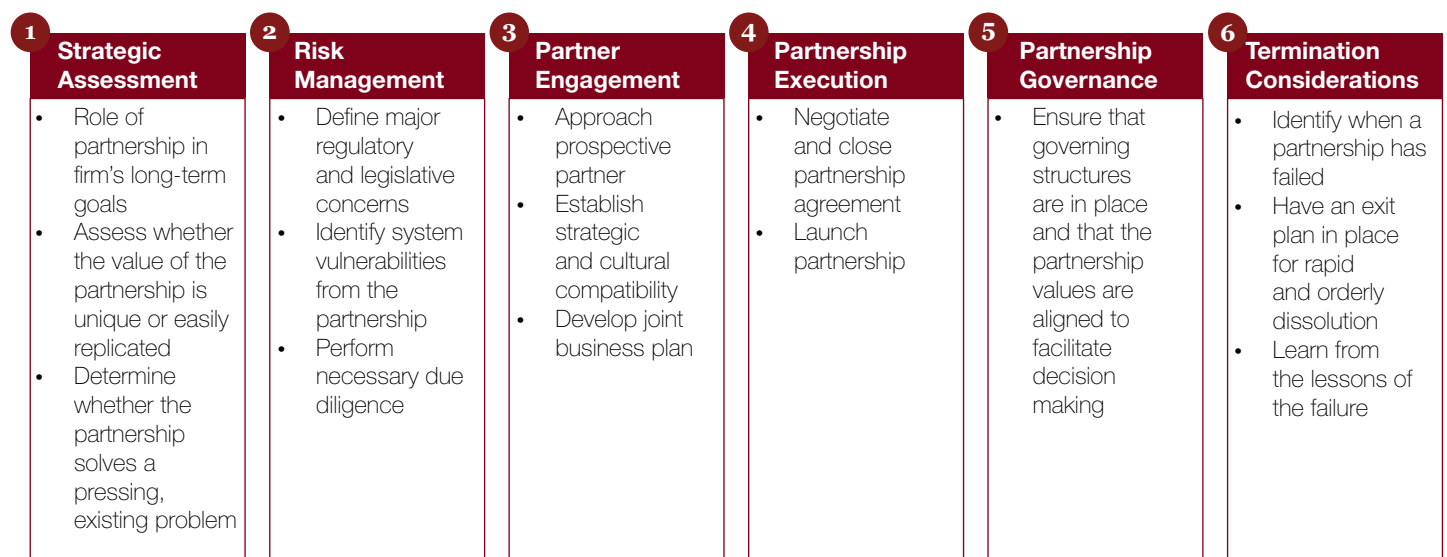 1
Strategic
Assessment
• Role of
partnership in
firm's long-term
goals
• Assess whether
the value of the
partnership is
unique or easily
replicated
• Determine
whether the
partnership
solves a
pressing,
existing problem
2
Risk
Management
• Define major
regulatory
and legislative
concerns
• Identify system
vulnerabilities
from the
partnership
• Perform
necessary due
diligence
3
Partner
Engagement
• Approach
prospective
partner
• Establish
strategic
and cultural
compatibility
• Develop joint
business plan
4
Partnership
Execution
• Negotiate
and close
partnership
agreement
• Launch
partnership
5
Partnership
Governance
• Ensure that
governing
structures
are in place
and that the
partnership
values are
aligned to
facilitate
decision
making
6
Termination
Considerations
• Identify when a
partnership has
failed
• Have an exit
plan in place
for rapid
and orderly
dissolution
• Learn from
the lessons of
the failure